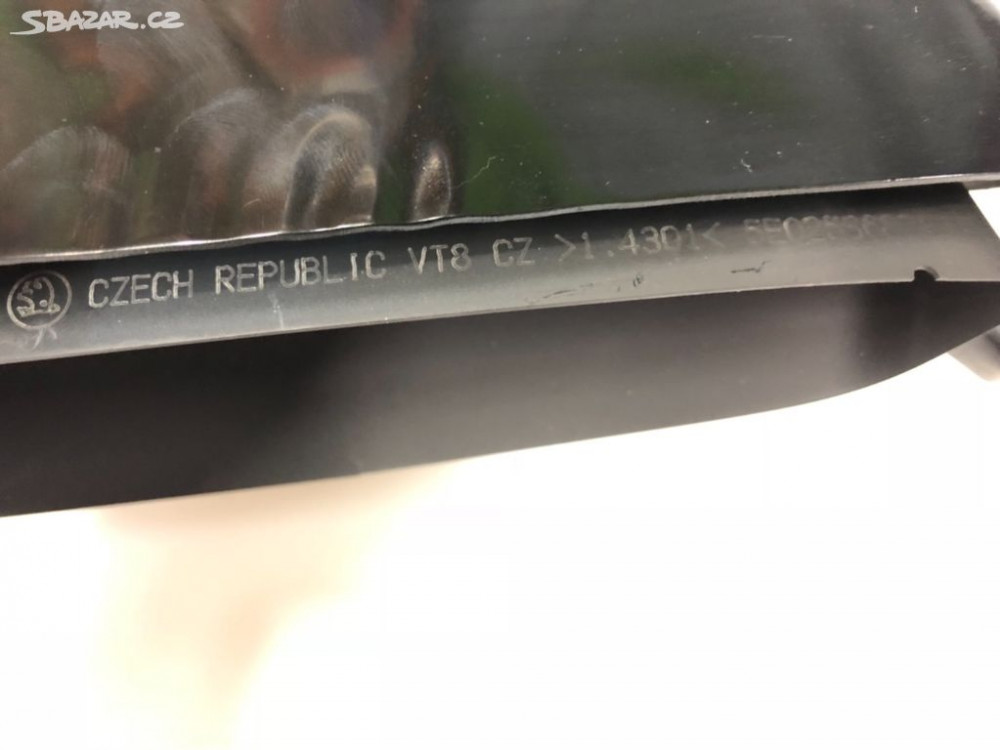 SBAZAR.CZ
CZECH REPUBLIC VT8 CZ >1.4301<